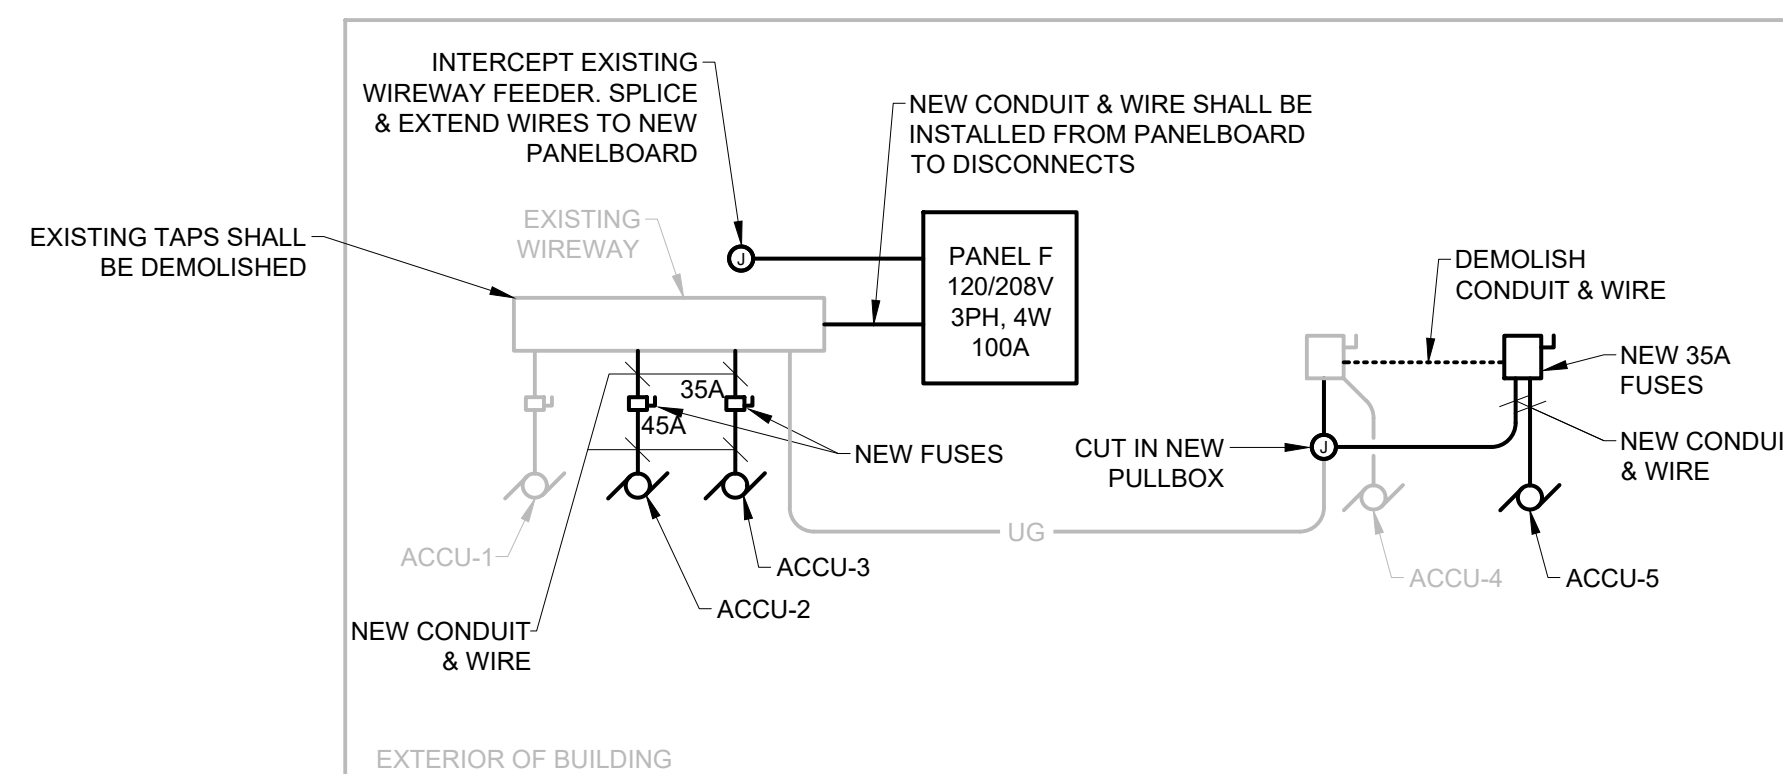 INTERCEPT EXISTING
WIREWAY FEEDER. SPLICE
& EXTEND WIRES TO NEW
PANELBOARD
NEW CONDUIT & WIRE SHALL BE
INSTALLED FROM PANELBOARD
TO DISCONNECTS
EXISTING TAPS SHALL
BE DEMOLISHED
EXISTING
WIREWAY
J
PANEL F
120/208V
3PH, 4W
100A
DEMOLISH
CONDUIT & WIRE
NEW 35A
FUSES
35A
45A
NEW FUSES
CUT IN NEW
PULLBOX
J
NEW CONDUI
& WIRE
UG
ACCU-1
ACCU-3
ACCU-2
ACCU-4
ACCU-5
NEW CONDUIT
& WIRE
EXTERIOR OF BUILDING